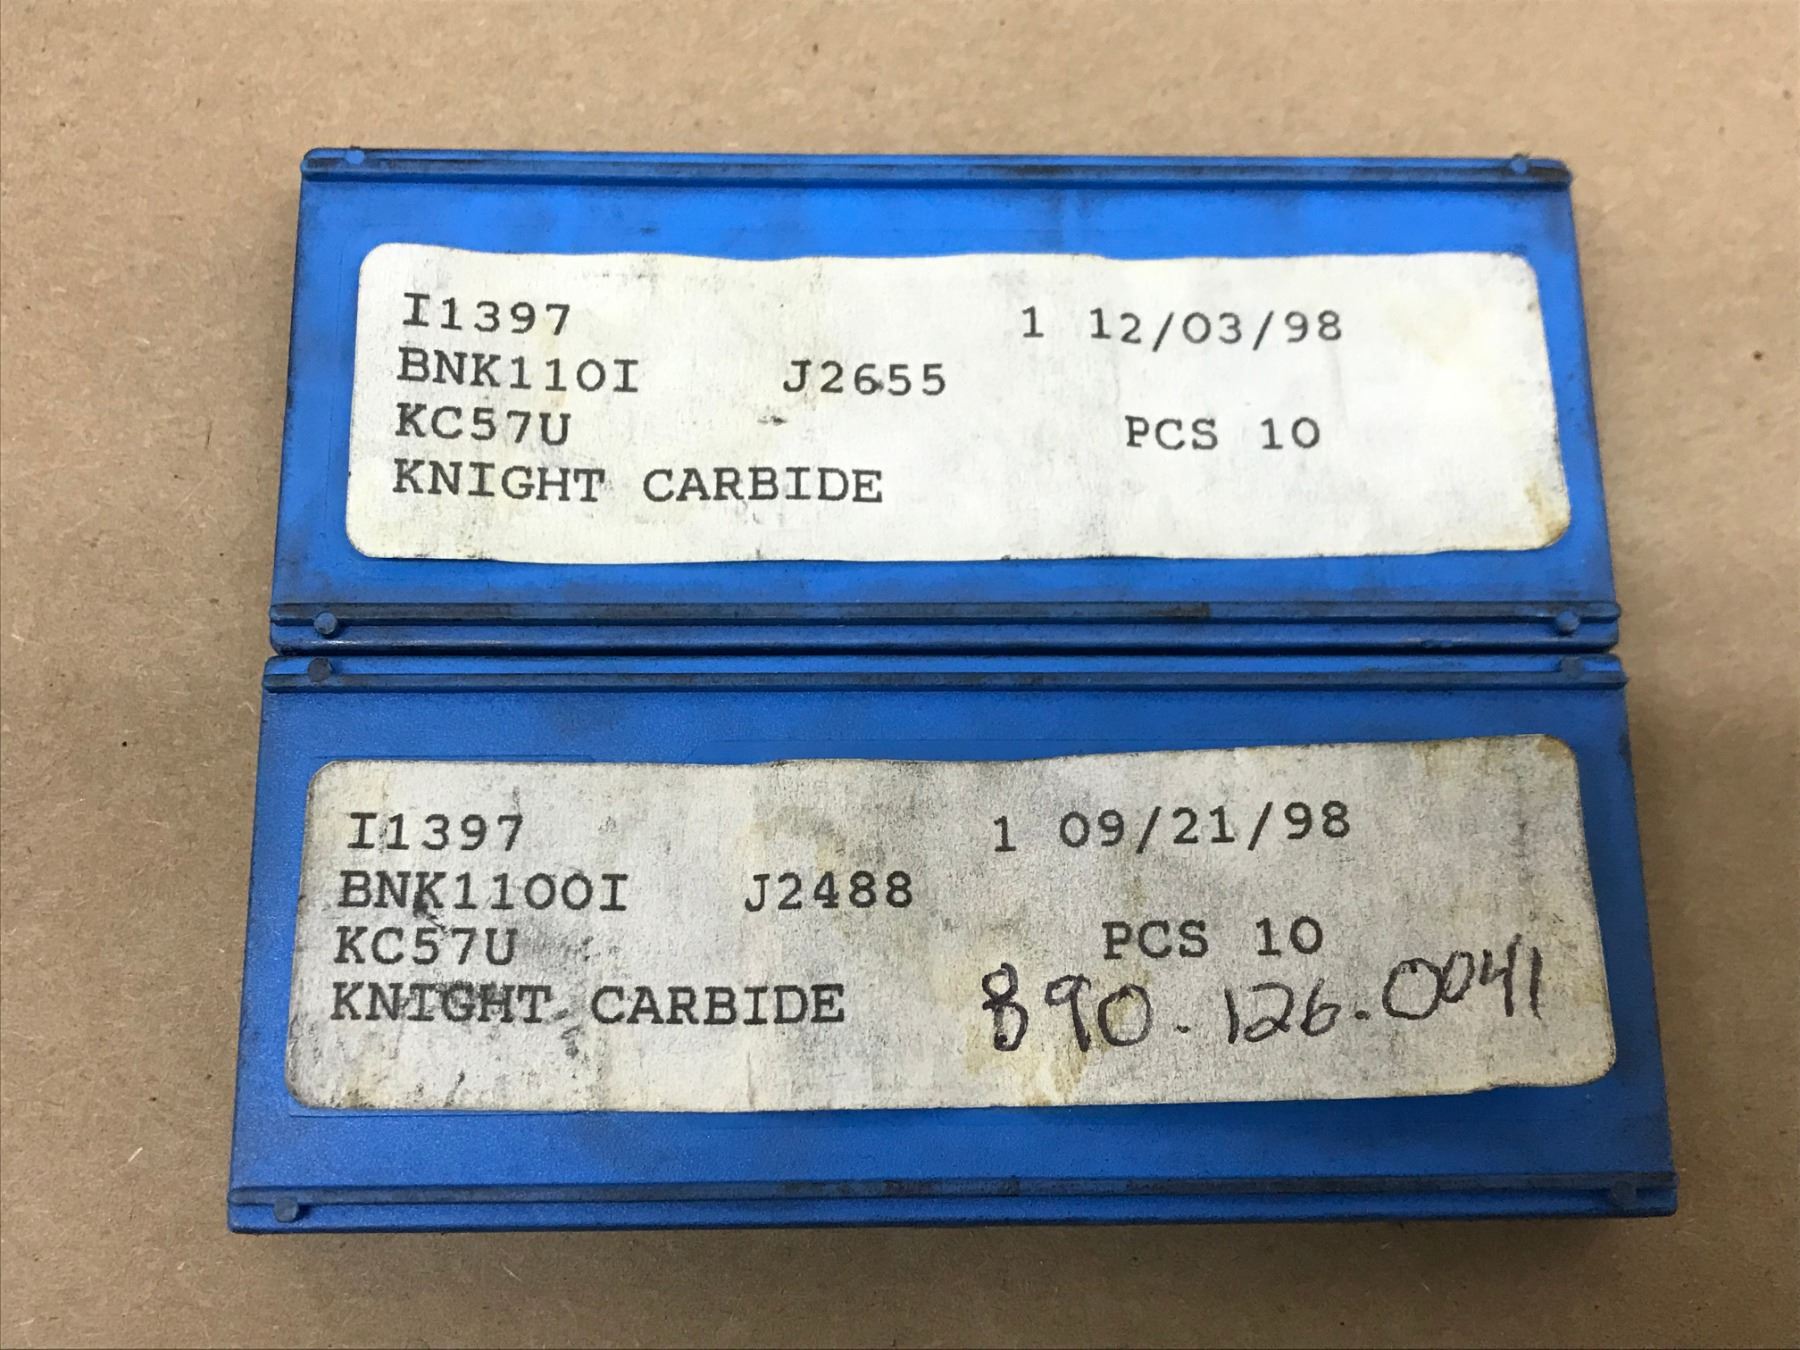 I1397 1 12/03/98
BNK110I J2655
KC57U PCS 10
KNIGHT CARBIDE
I1397 1 09/21/98
BNK1100I J2488
KC57U PCS 10
KNIGHT CARBIDE 890.126.0041